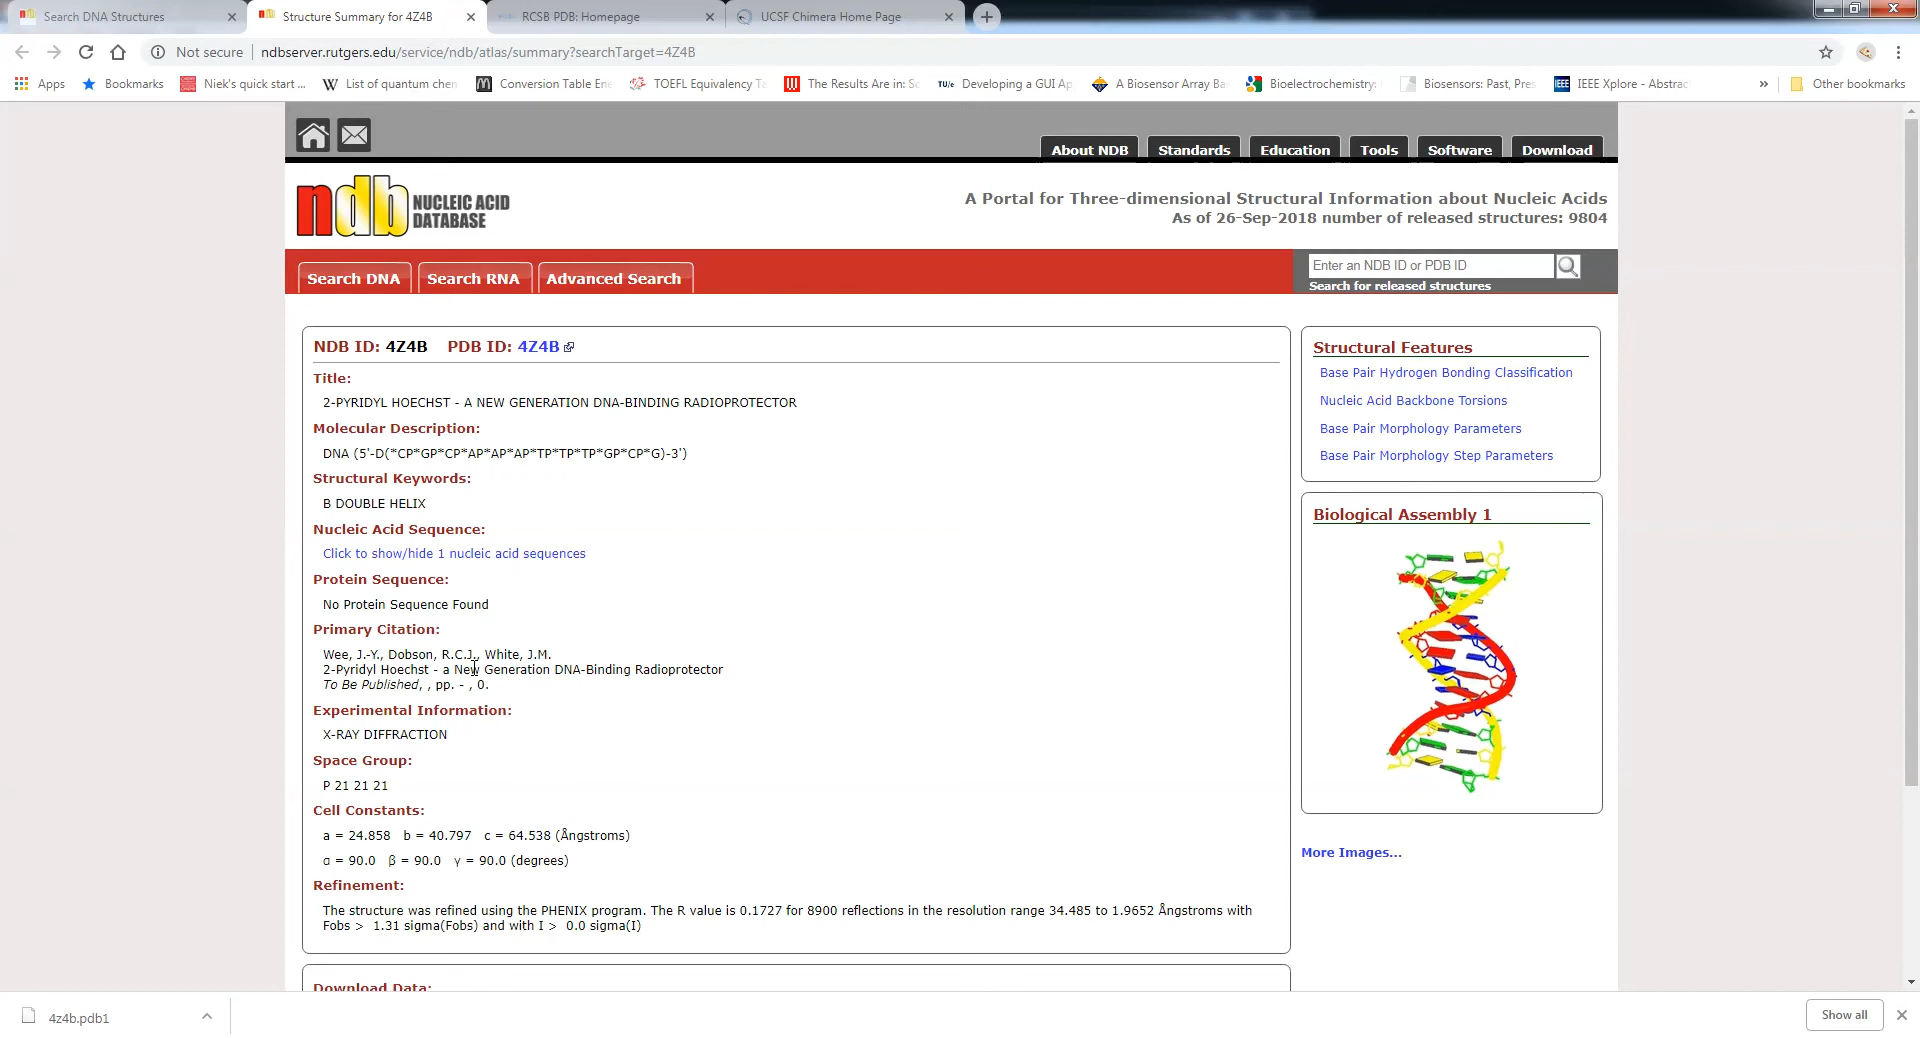 Search DNA Structures
Structure Summary for 4Z4B
RCSB PDB: Homepage
UCSF Chimera Home Page
Not secure
ndbserver.rutgers.edu/service/ndb/atlas/summary?searchTarget=4Z4B
Apps
Bookmarks
Niek's quick start ...
List of quantum chem
Conversion Table Ene
TOEFL Equivalency Ta
The Results Are in: Sc
TU/e Developing a GUI Ap
A Biosensor Array Ba
Bioelectrochemistry:
Biosensors: Past, Pres
IEEE IEEE Xplore - Abstrac
»
Other bookmarks
About NDB
Standards
Education
Tools
Software
Download
ndb NUCLEIC ACID
DATABASE
A Portal for Three-dimensional Structural Information about Nucleic Acids
As of 26-Sep-2018 number of released structures: 9804
Search DNA
Search RNA
Advanced Search
Enter an NDB ID or PDB ID
Search for released structures
NDB ID: 4Z4B PDB ID: 4Z4B
Title:
2-PYRIDYL HOECHST - A NEW GENERATION DNA-BINDING RADIOPROTECTOR
Molecular Description:
DNA (5'-D(*CP*GP*CP*AP*AP*AP*TP*TP*TP*GP*CP*G)-3')
Structural Keywords:
B DOUBLE HELIX
Nucleic Acid Sequence:
Click to show/hide 1 nucleic acid sequences
Protein Sequence:
No Protein Sequence Found
Primary Citation:
Wee, J.-Y., Dobson, R.C.J., White, J.M.
2-Pyridyl Hoechst - a New Generation DNA-Binding Radioprotector
To Be Published, , pp. - , 0.
Experimental Information:
X-RAY DIFFRACTION
Space Group:
P 21 21 21
Cell Constants:
a = 24.858 b = 40.797 c = 64.538 (Ångstroms)
α = 90.0 β = 90.0 γ = 90.0 (degrees)
Refinement:
The structure was refined using the PHENIX program. The R value is 0.1727 for 8900 reflections in the resolution range 34.485 to 1.9652 Ångstroms with
Fobs > 1.31 sigma(Fobs) and with I > 0.0 sigma(I)
Download Data:
Structural Features
Base Pair Hydrogen Bonding Classification
Nucleic Acid Backbone Torsions
Base Pair Morphology Parameters
Base Pair Morphology Step Parameters
Biological Assembly 1
More Images...
4z4b.pdb1
Show all